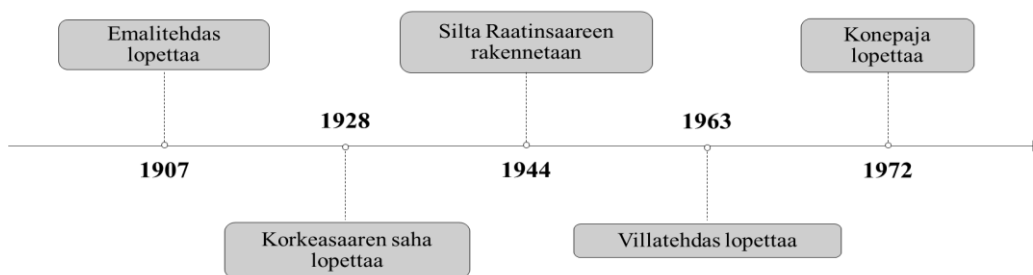 Emalitehdas
lopettaa
Silta Raatinsaareen
rakennetaan
Konepaja
lopettaa
1928
1963
1907
1944
1972
Korkeasaaren saha
lopettaa
Villatehdas lopettaa